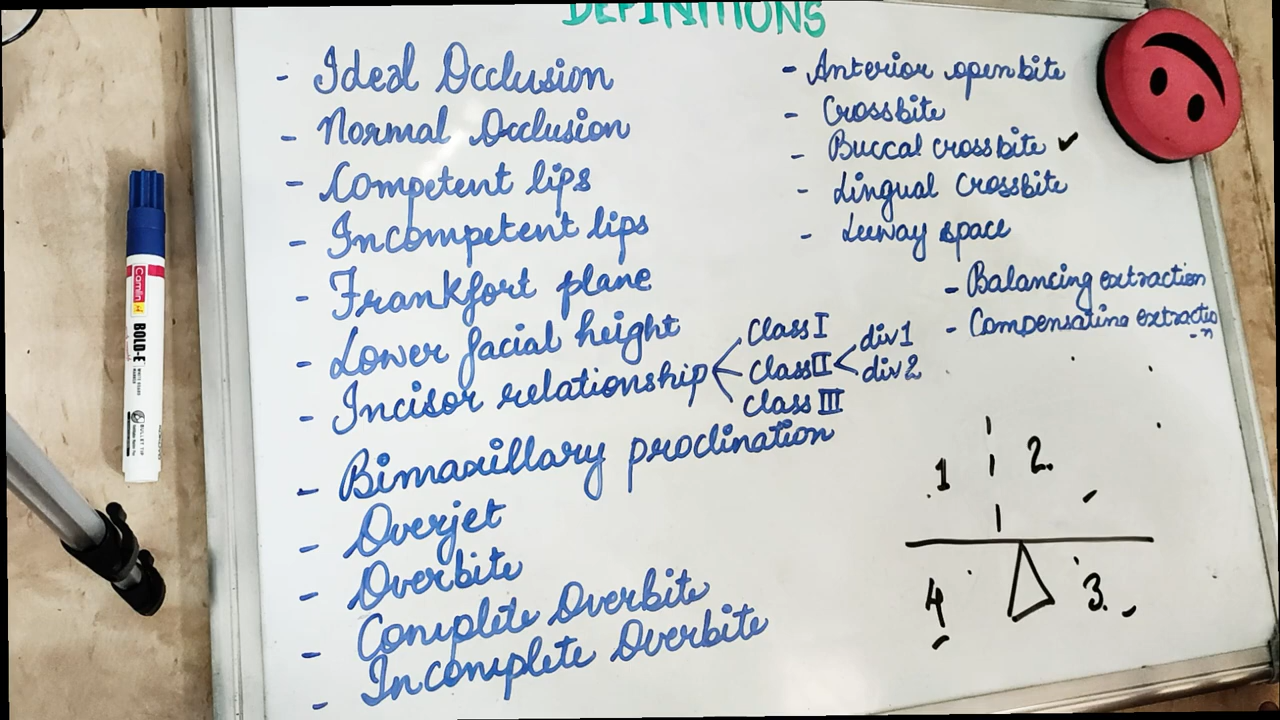 DEFINITIONS
- Ideal Occlusion
- Normal Occlusion
- Competent lips
- Incompetent lips
- Frankfort plane
- Lower facial height
- Incisor relationship
Class I
Class II
div 1
div 2
Class III
- Bimaxillary proclination
- Overjet
- Overbite
- Complete Overbite
- Incomplete Overbite
- Anterior openbite
- Crossbite
- Buccal crossbite ✓
- Lingual Crossbite
- Leeway space
- Balancing extraction
- Compensating extractio
-n
1 2.
4 3.
Camlin
BOLD-E